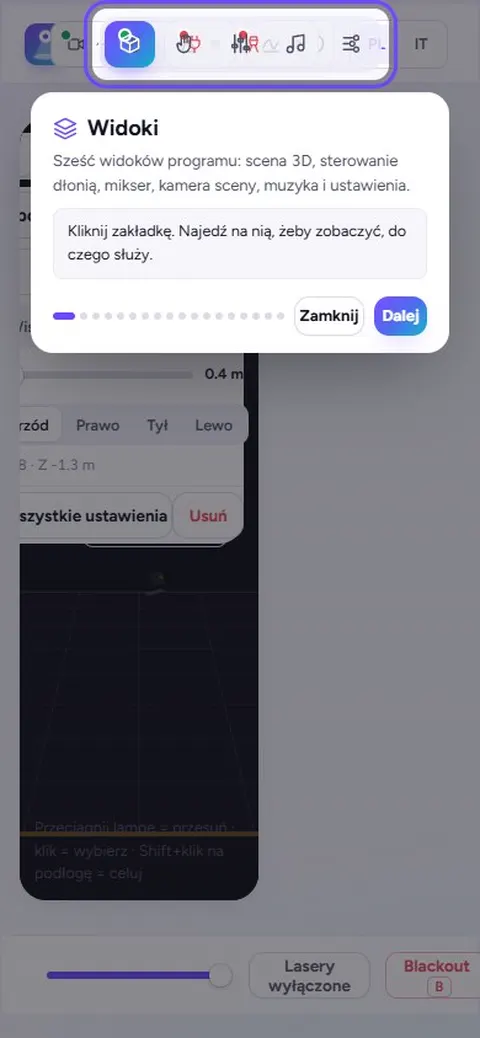 PL
IT
Widoki
Sześć widoków programu: scena 3D, sterowanie
dłonią, mikser, kamera sceny, muzyka i ustawienia.
Kliknij zakładkę. Najedź na nią, żeby zobaczyć, do
czego służy.
Zamknij
Dalej
0.4 m
Prawo
Tył
Lewo
Z -1.3 m
szystkie ustawienia
Usuń
Przeciągnij lampę = przesuń ·
klik = wybierz · Shift+klik na
podłogę = celuj
Lasery
wyłączone
Blackout
B